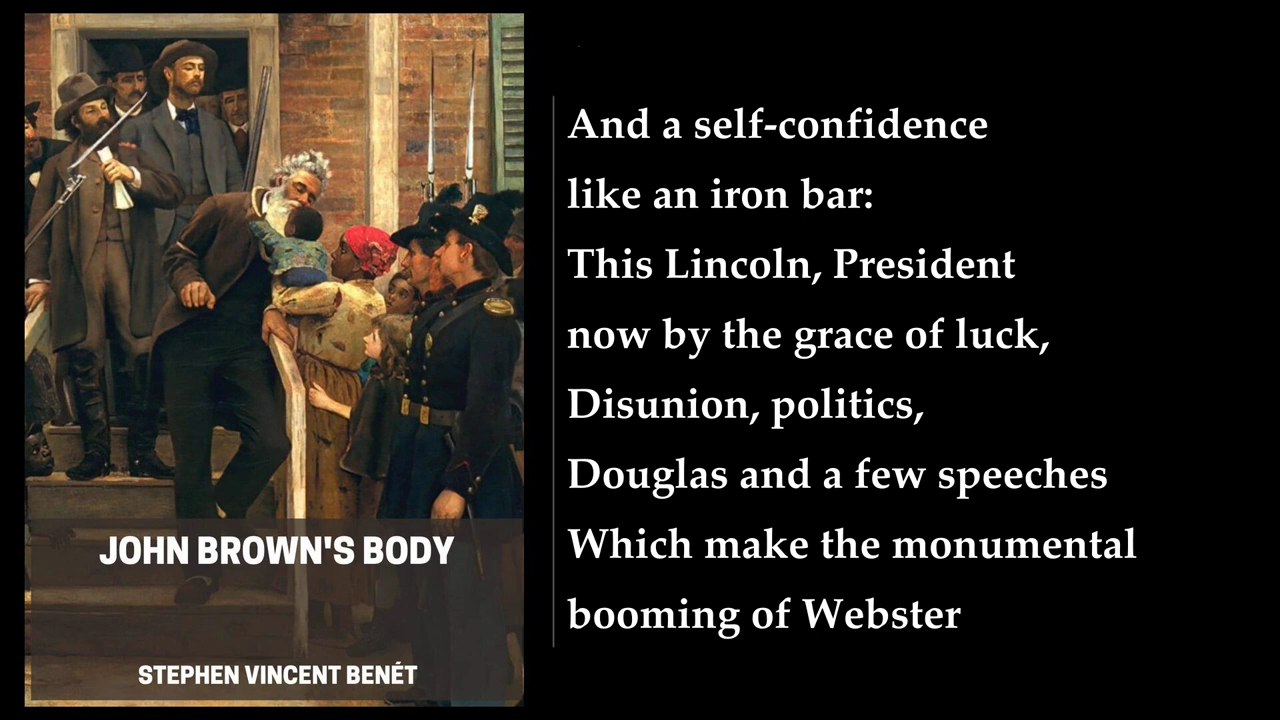 JOHN BROWN'S BODY
STEPHEN VINCENT BENÉT
And a self-confidence
like an iron bar:
This Lincoln, President
now by the grace of luck,
Disunion, politics,
Douglas and a few speeches
Which make the monumental
booming of Webster